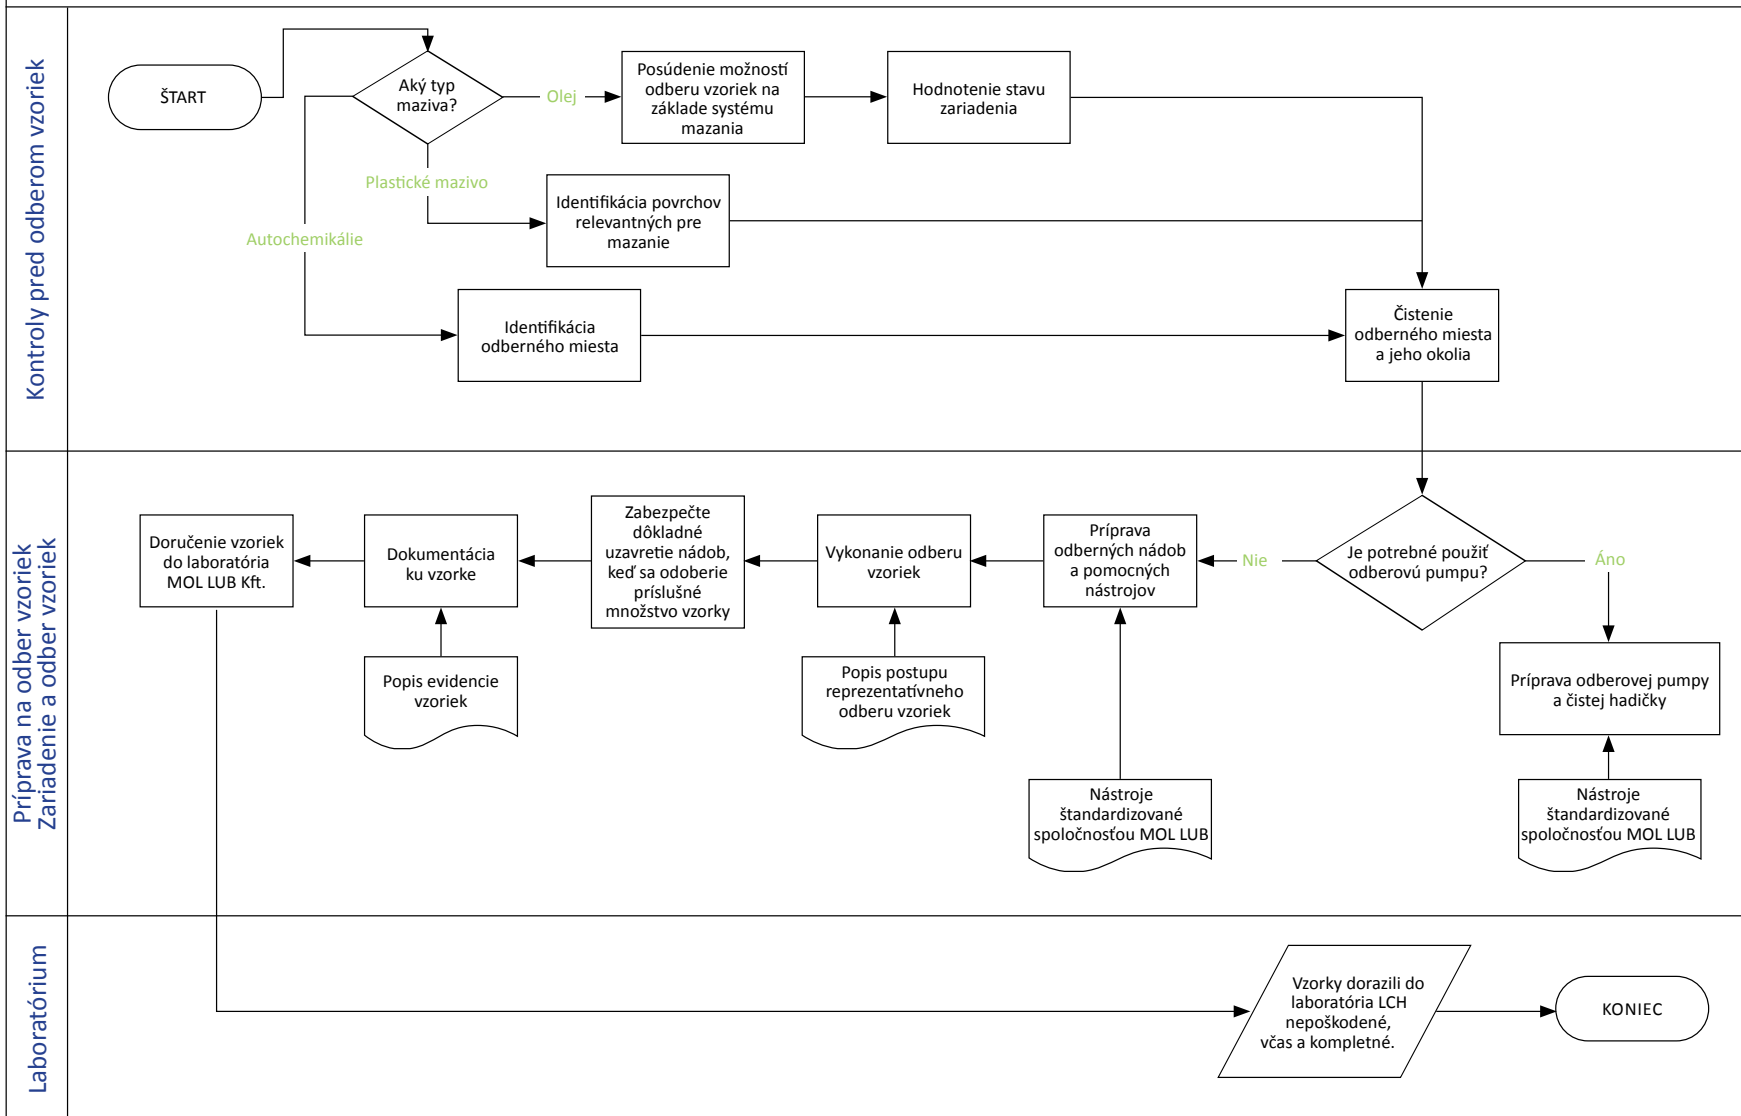 Kontroly pred odberom vzoriek
ŠTART
Aký typ
maziva?
Olej
Posúdenie možností
odberu vzoriek na
základe systému
mazania
Hodnotenie stavu
zariadenia
Plastické mazivo
Identifikácia povrchov
relevantných pre
mazanie
Autochemikálie
Identifikácia
odberného miesta
Čistenie
odberného miesta
a jeho okolia
Príprava na odber vzoriek
Zariadenie a odber vzoriek
Doručenie vzoriek
do laboratória
MOL LUB Kft.
Dokumentácia
ku vzorke
Zabezpečte
dôkladné
uzavretie nádob,
keď sa odoberie
príslušné
množstvo vzorky
Vykonanie odberu
vzoriek
Príprava
odberných nádob
a pomocných
nástrojov
Nie
Je potrebné použiť
odberovú pumpu?
Áno
Popis evidencie
vzoriek
Popis postupu
reprezentatívneho
odberu vzoriek
Príprava odberovej pumpy
a čistej hadičky
Nástroje
štandardizované
spoločnosťou MOL LUB
Nástroje
štandardizované
spoločnosťou MOL LUB
Laboratórium
Vzorky dorazili do
laboratória LCH
nepoškodené,
včas a kompletné.
KONIEC